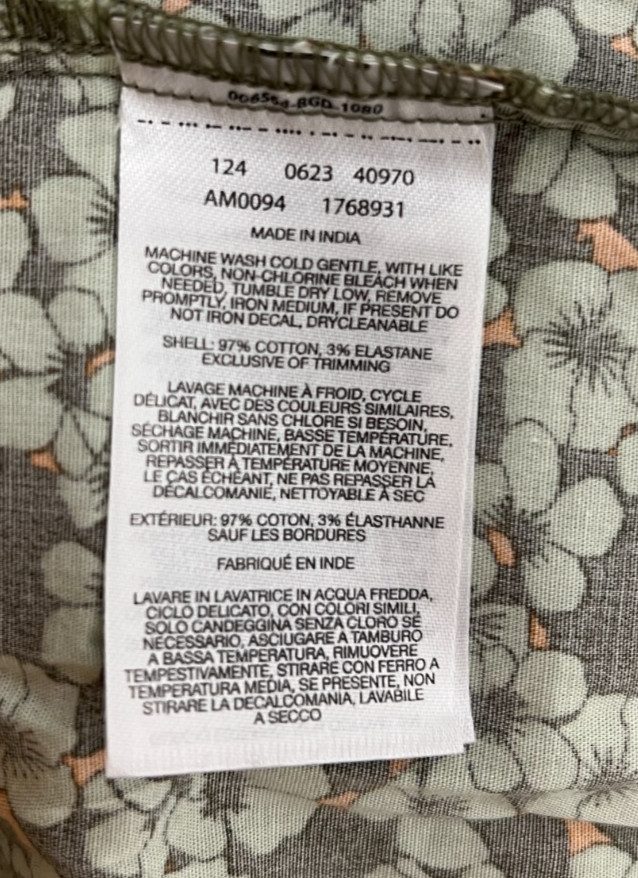 124 0623 40970
AM0094 1768931
MADE IN INDIA
MACHINE WASH COLD GENTLE, WITH LIKE
COLORS, NON-CHLORINE BLEACH WHEN
NEEDED, TUMBLE DRY LOW, REMOVE
PROMPTLY, IRON MEDIUM, IF PRESENT DO
NOT IRON DECAL, DRYCLEANABLE
SHELL: 97% COTTON, 3% ELASTANE
EXCLUSIVE OF TRIMMING
LAVAGE MACHINE À FROID, CYCLE
DÉLICAT, AVEC DES COULEURS SIMILAIRES,
BLANCHIR SANS CHLORE SI BESOIN,
SÉCHAGE MACHINE, BASSE TEMPÉRATURE,
SORTIR IMMÉDIATEMENT DE LA MACHINE,
REPASSER À TEMPÉRATURE MOYENNE,
LE CAS ÉCHÉANT, NE PAS REPASSER LA
DÉCALCOMANIE, NETTOYABLE À SEC
EXTÉRIEUR: 97% COTON, 3% ÉLASTHANNE
SAUF LES BORDURES
FABRIQUÉ EN INDE
LAVARE IN LAVATRICE IN ACQUA FREDDA,
CICLO DELICATO, CON COLORI SIMILI,
SOLO CANDEGGINA SENZA CLORO SE
NECESSARIO, ASCIUGARE A TAMBURO
A BASSA TEMPERATURA, RIMUOVERE
TEMPESTIVAMENTE, STIRARE CON FERRO A
TEMPERATURA MEDIA, SE PRESENTE, NON
STIRARE LA DECALCOMANIA, LAVABILE
A SECCO